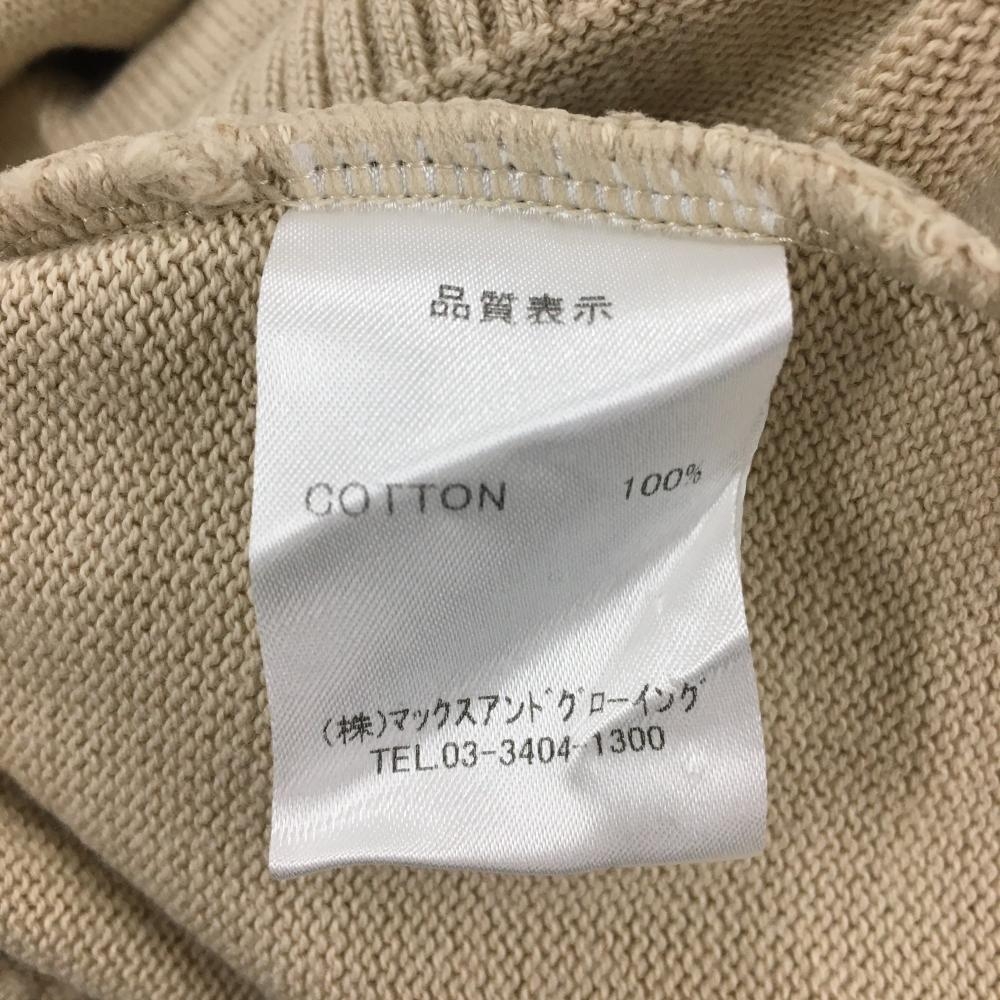 品質表示
COTTON 100%
(株)マックスアンドグローイング
TEL.03-3404-1300